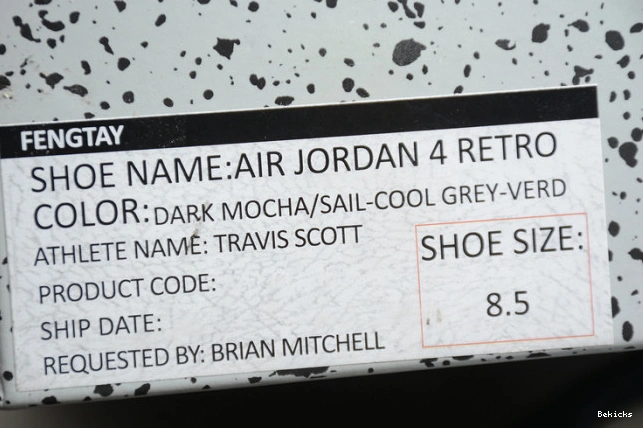 FENGTAY
SHOE NAME:AIR JORDAN 4 RETRO
COLOR:DARK MOCHA/SAIL-COOL GREY-VERD
ATHLETE NAME: TRAVIS SCOTT
PRODUCT CODE:
SHIP DATE:
REQUESTED BY: BRIAN MITCHELL
SHOE SIZE:
8.5
Bekicks